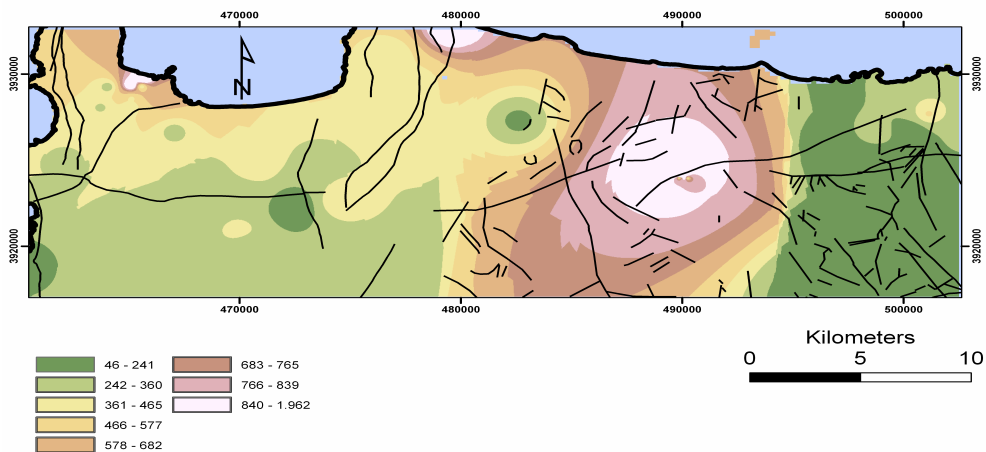 470000 480000 490000 500000
3930000 3930000
N
3920000 3920000
470000 480000 490000 500000
Kilometers
0 5 10
46 - 241 683 - 765
242 - 360 766 - 839
361 - 465 840 - 1.962
466 - 577
578 - 682